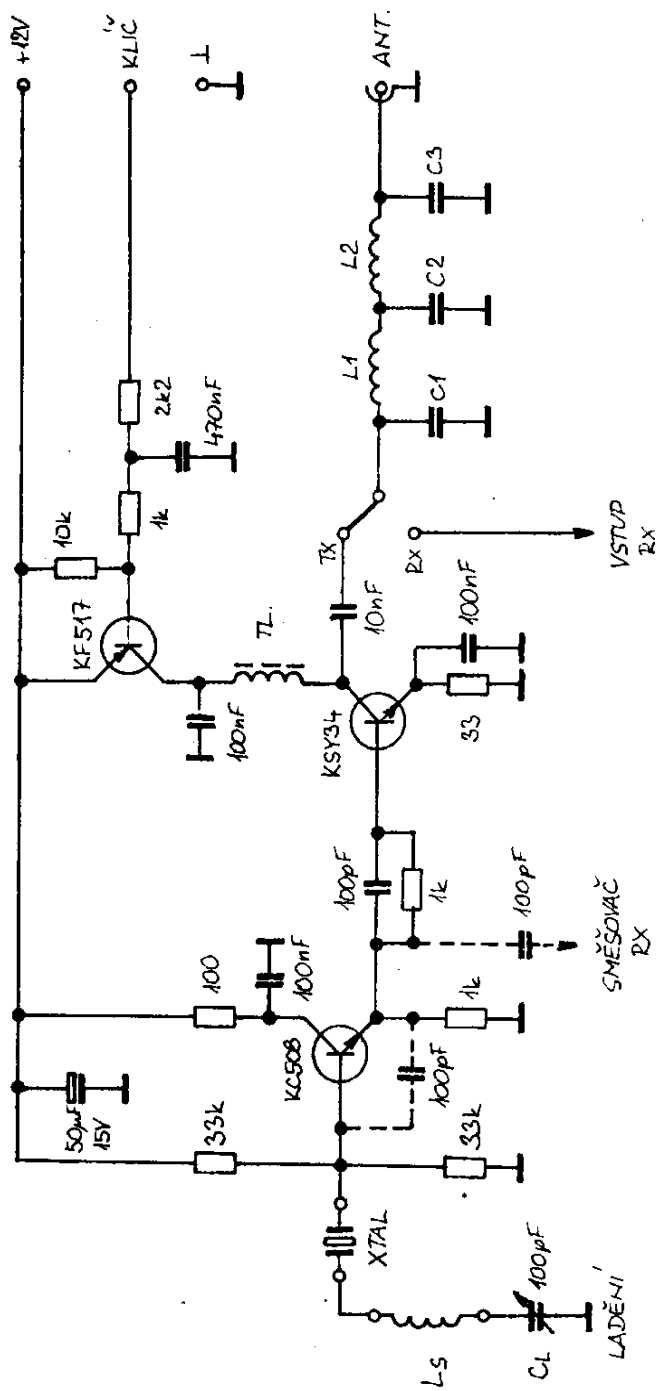 +12V
KLÍČ
⊥
ANT.
50µF
15V
33k
100
100nF
KC508
100pF
33k
1k
XTAL
LS
CL
100pF
LADĚNÍ
100pF
1k
100pF
SMĚŠOVAČ
RX
KF517
10k
1k
2k2
470nF
100nF
TL.
KSY34
33
100nF
10nF
TX
RX
VSTUP
RX
L1
L2
C1
C2
C3